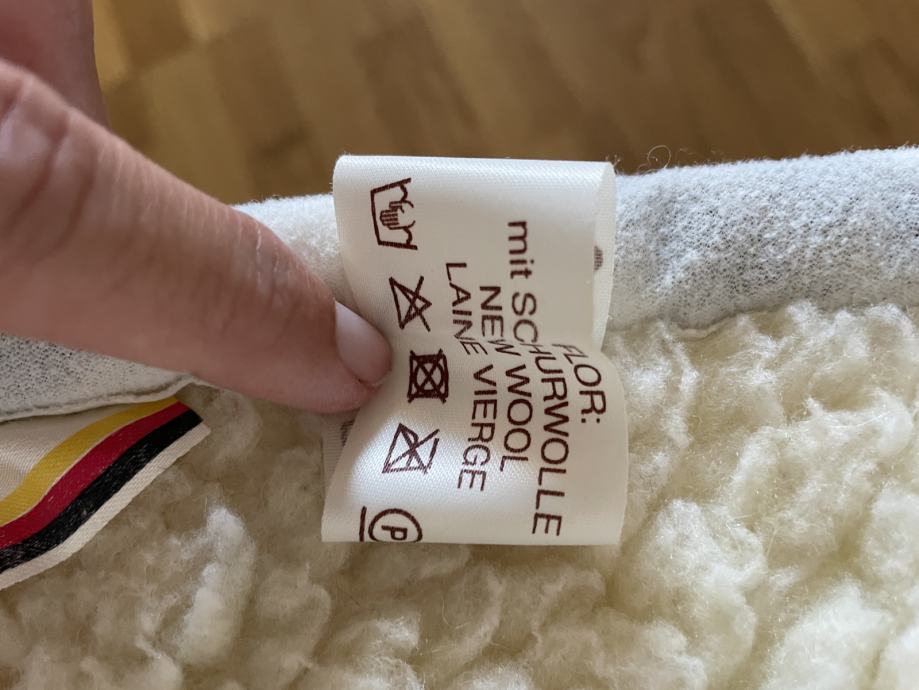 FLOR:
mit SCHURWOLLE
NEW WOOL
LAINE VIERGE
P